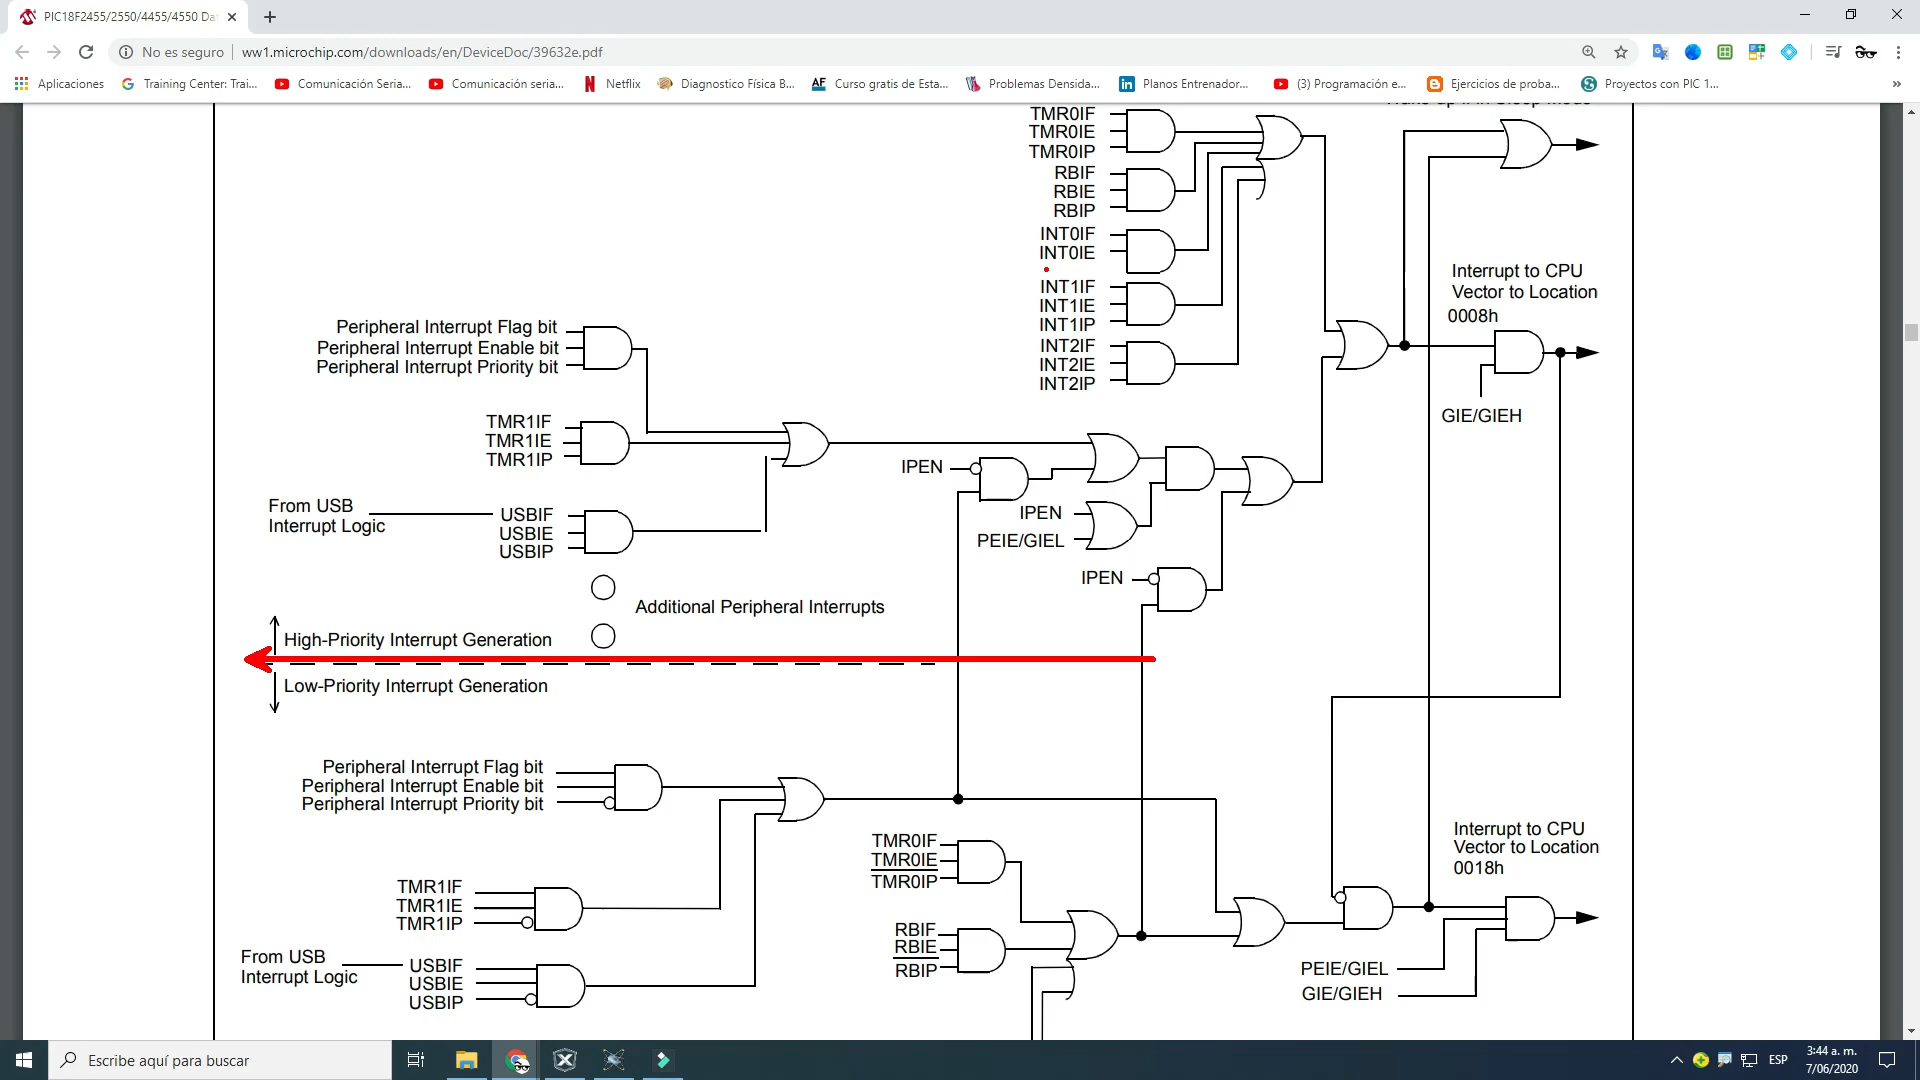 PIC18F2455/2550/4455/4550 Da
No es seguro
ww1.microchip.com/downloads/en/DeviceDoc/39632e.pdf
Aplicaciones
Training Center: Trai...
Comunicación Seria...
Comunicación seria...
Netflix
Diagnostico Física B...
AF
Curso gratis de Esta...
Problemas Densida...
Planos Entrenador...
(3) Programación e...
Ejercicios de proba...
Proyectos con PIC 1...
»
TMR0IF
TMR0IE
TMR0IP
RBIF
RBIE
RBIP
INT0IF
INT0IE
INT1IF
INT1IE
INT1IP
INT2IF
INT2IE
INT2IP
Interrupt to CPU
Vector to Location
0008h
GIE/GIEH
Peripheral Interrupt Flag bit
Peripheral Interrupt Enable bit
Peripheral Interrupt Priority bit
TMR1IF
TMR1IE
TMR1IP
From USB
Interrupt Logic
USBIF
USBIE
USBIP
IPEN
IPEN
PEIE/GIEL
IPEN
Additional Peripheral Interrupts
High-Priority Interrupt Generation
Low-Priority Interrupt Generation
Peripheral Interrupt Flag bit
Peripheral Interrupt Enable bit
Peripheral Interrupt Priority bit
TMR1IF
TMR1IE
TMR1IP
From USB
Interrupt Logic
USBIF
USBIE
USBIP
TMR0IF
TMR0IE
TMR0IP
RBIF
RBIE
RBIP
Interrupt to CPU
Vector to Location
0018h
PEIE/GIEL
GIE/GIEH
Escribe aquí para buscar
ESP
3:44 a. m.
7/06/2020